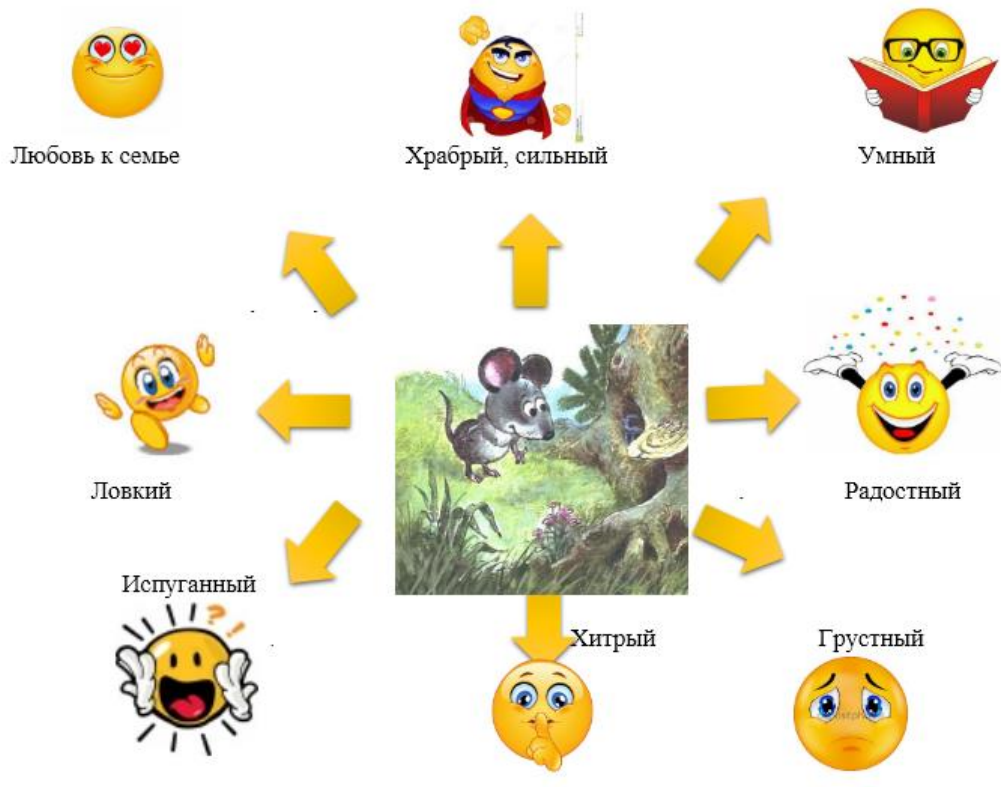 Любовь к семье
Храбрый, сильный
Умный
Ловкий
Радостный
Испуганный
Хитрый
Грустный